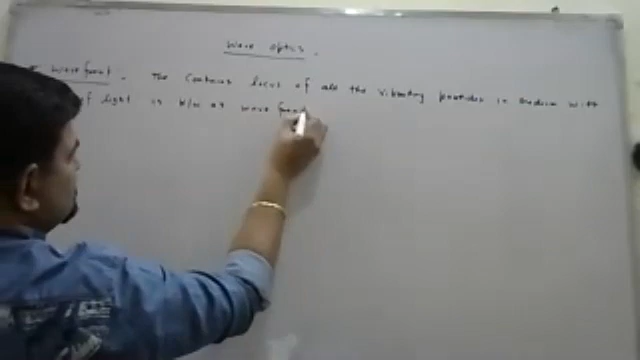 Wave optics.
Wave front. The Contineus locus of all the vibrating particles in medium with
of light is k/w as wave front